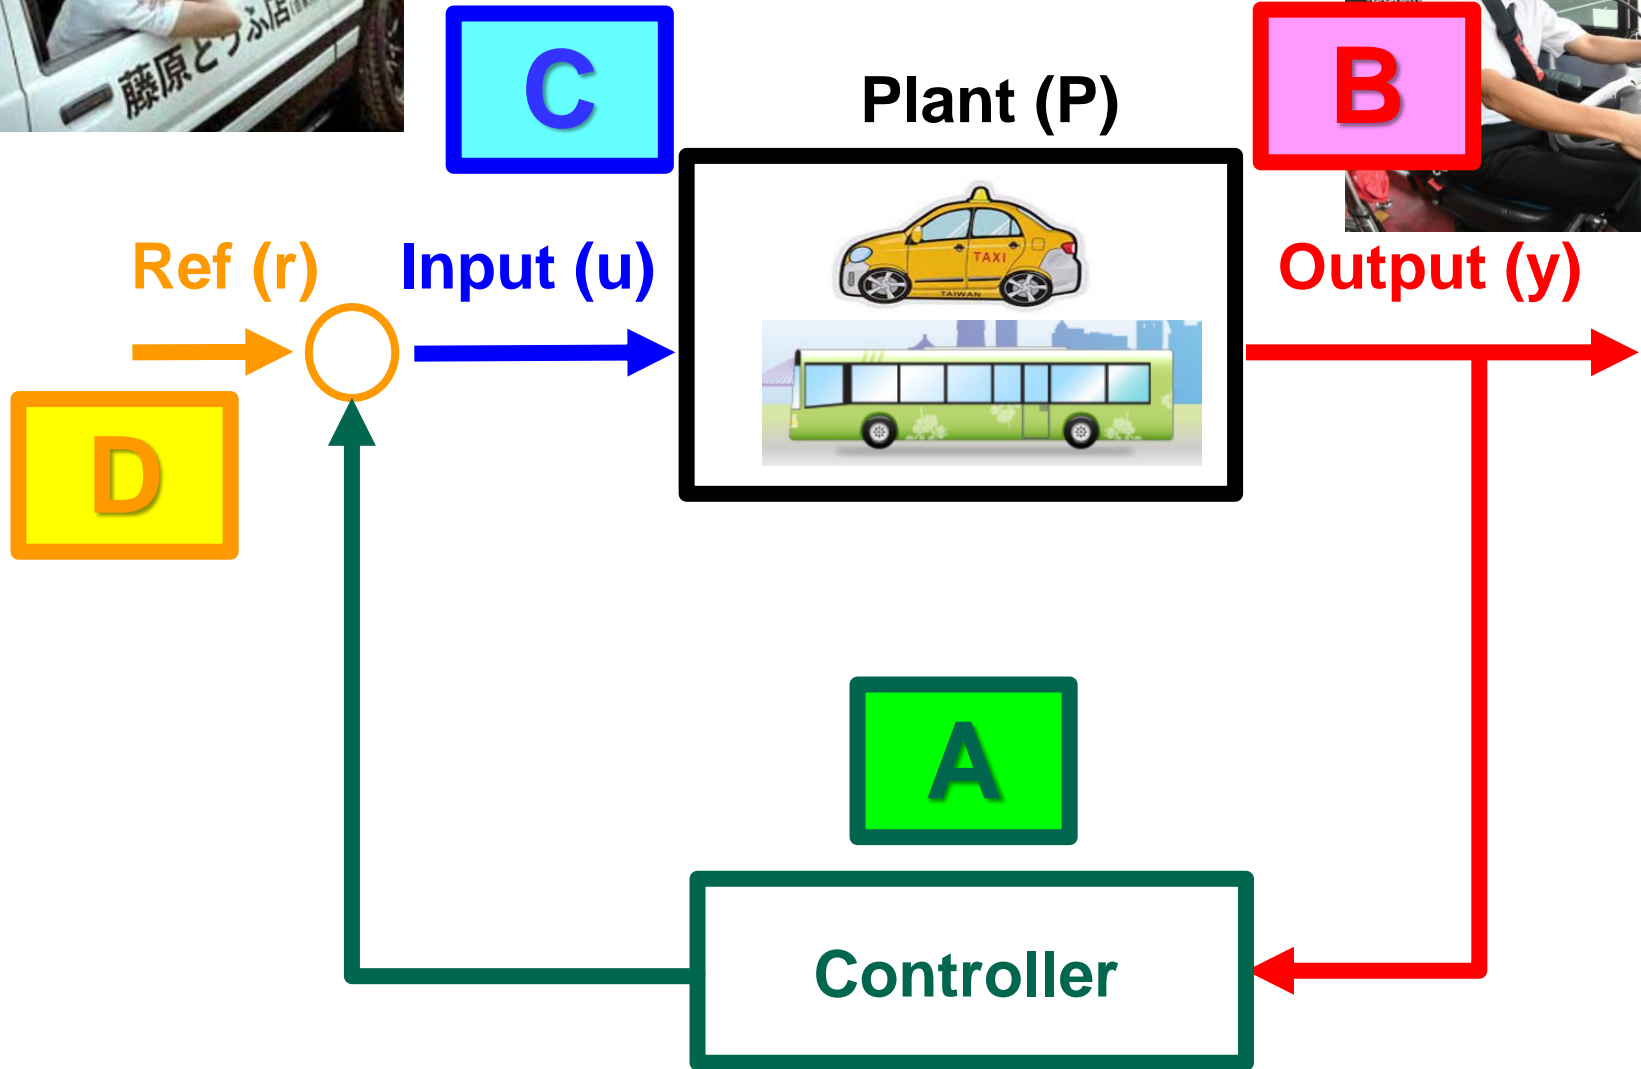 藤原とうふ店
C
B
Plant (P)
TAXI
TAIWAN
Ref (r)
Input (u)
Output (y)
D
A
Controller